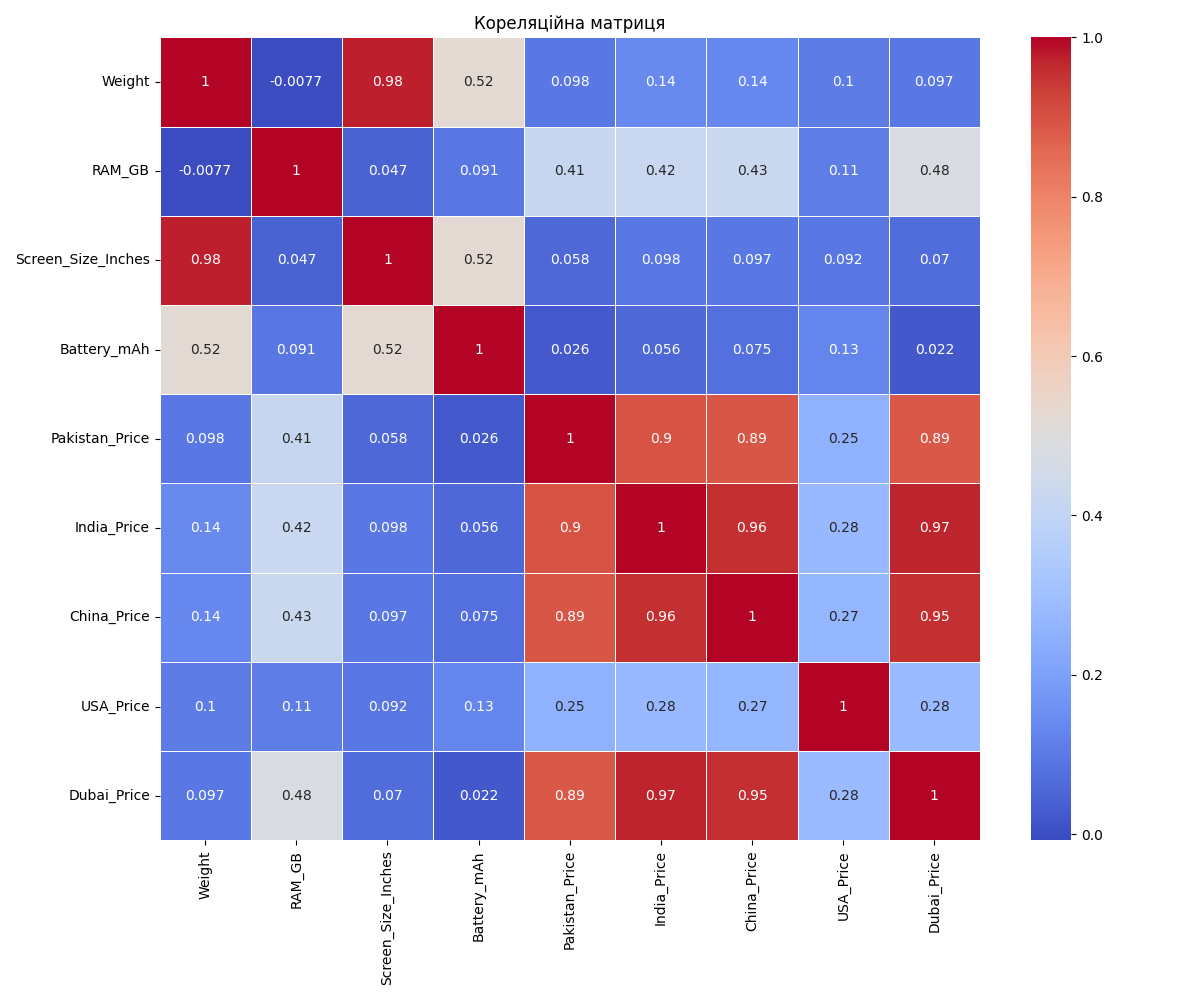 Кореляційна матриця
Weight 1 -0.0077 0.98 0.52 0.098 0.14 0.14 0.1 0.097
RAM_GB -0.0077 1 0.047 0.091 0.41 0.42 0.43 0.11 0.48
Screen_Size_Inches 0.98 0.047 1 0.52 0.058 0.098 0.097 0.092 0.07
Battery_mAh 0.52 0.091 0.52 1 0.026 0.056 0.075 0.13 0.022
Pakistan_Price 0.098 0.41 0.058 0.026 1 0.9 0.89 0.25 0.89
India_Price 0.14 0.42 0.098 0.056 0.9 1 0.96 0.28 0.97
China_Price 0.14 0.43 0.097 0.075 0.89 0.96 1 0.27 0.95
USA_Price 0.1 0.11 0.092 0.13 0.25 0.28 0.27 1 0.28
Dubai_Price 0.097 0.48 0.07 0.022 0.89 0.97 0.95 0.28 1
Weight
RAM_GB
Screen_Size_Inches
Battery_mAh
Pakistan_Price
India_Price
China_Price
USA_Price
Dubai_Price
1.0
0.8
0.6
0.4
0.2
0.0